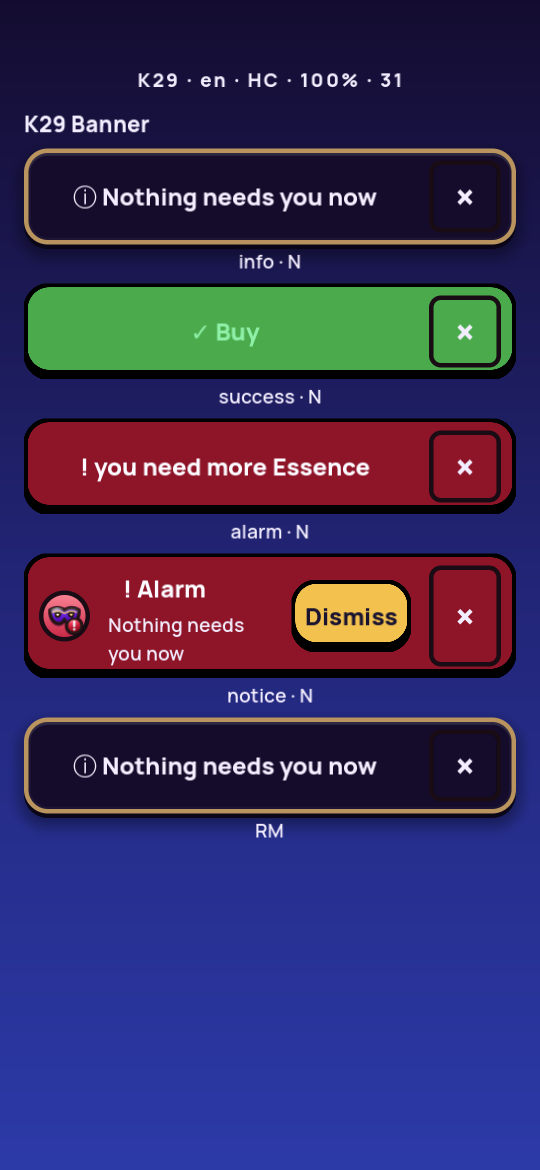 K29 · en · HC · 100% · 31
K29 Banner
ⓘ Nothing needs you now ×
info · N
✓ Buy ×
success · N
! you need more Essence ×
alarm · N
! Alarm
Nothing needs
you now
Dismiss ×
notice · N
ⓘ Nothing needs you now ×
RM